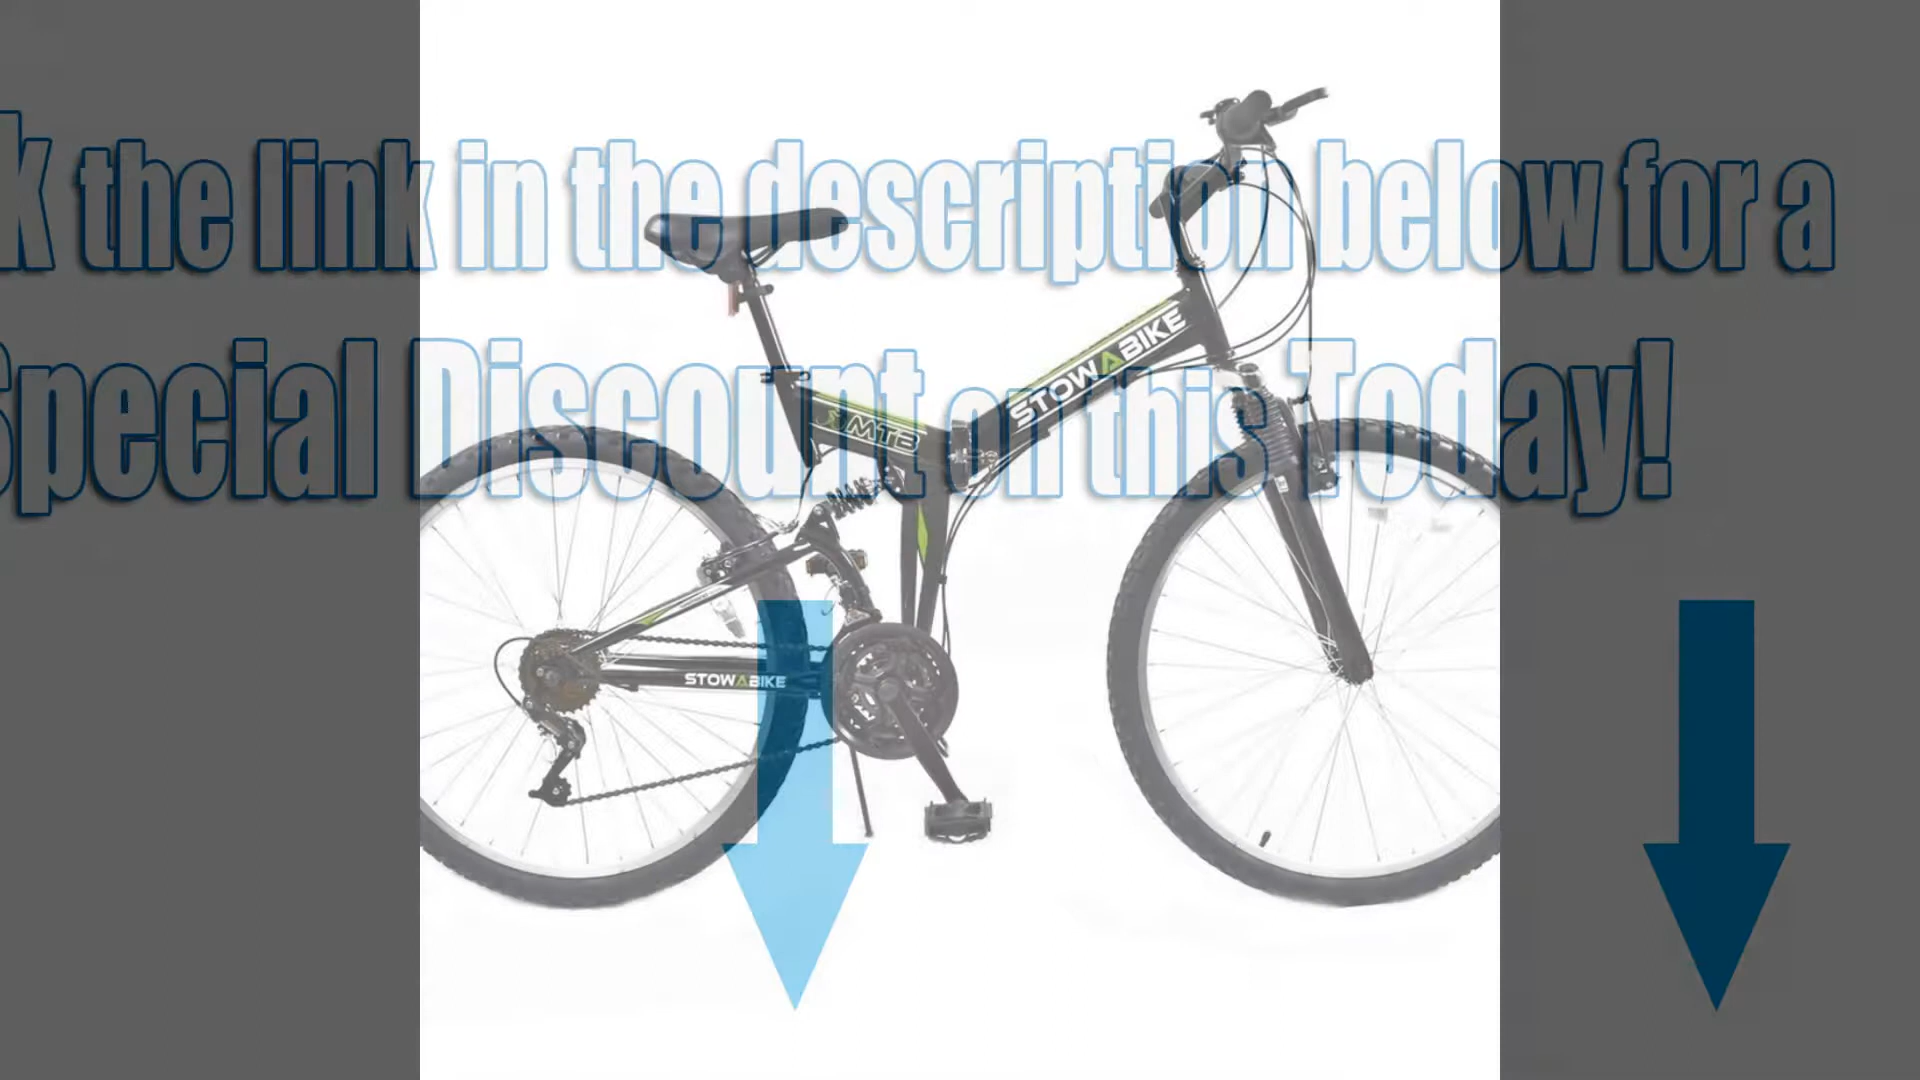 k the link in the description below for a
Special Discount on this Today!
STOWABIKE
MTB
STOWABIKE